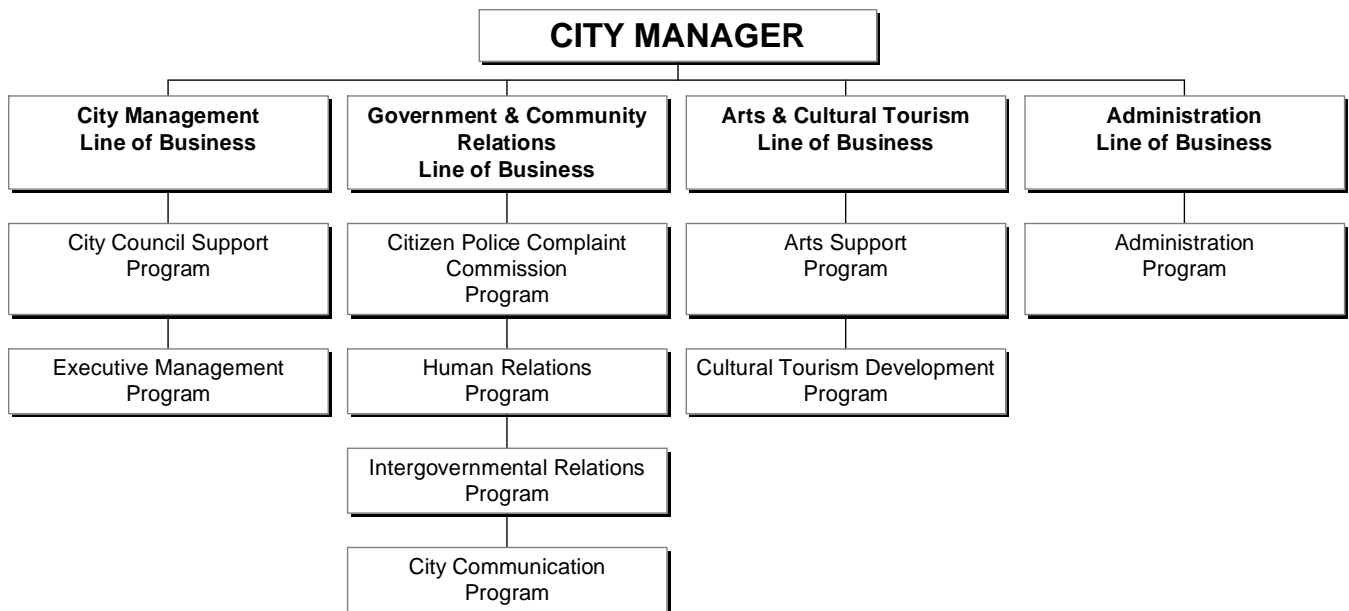 CITY MANAGER
City Management
Line of Business
Government & Community
Relations
Line of Business
Arts & Cultural Tourism
Line of Business
Administration
Line of Business
City Council Support
Program
Citizen Police Complaint
Commission
Program
Arts Support
Program
Administration
Program
Executive Management
Program
Human Relations
Program
Cultural Tourism Development
Program
Intergovernmental Relations
Program
City Communication
Program